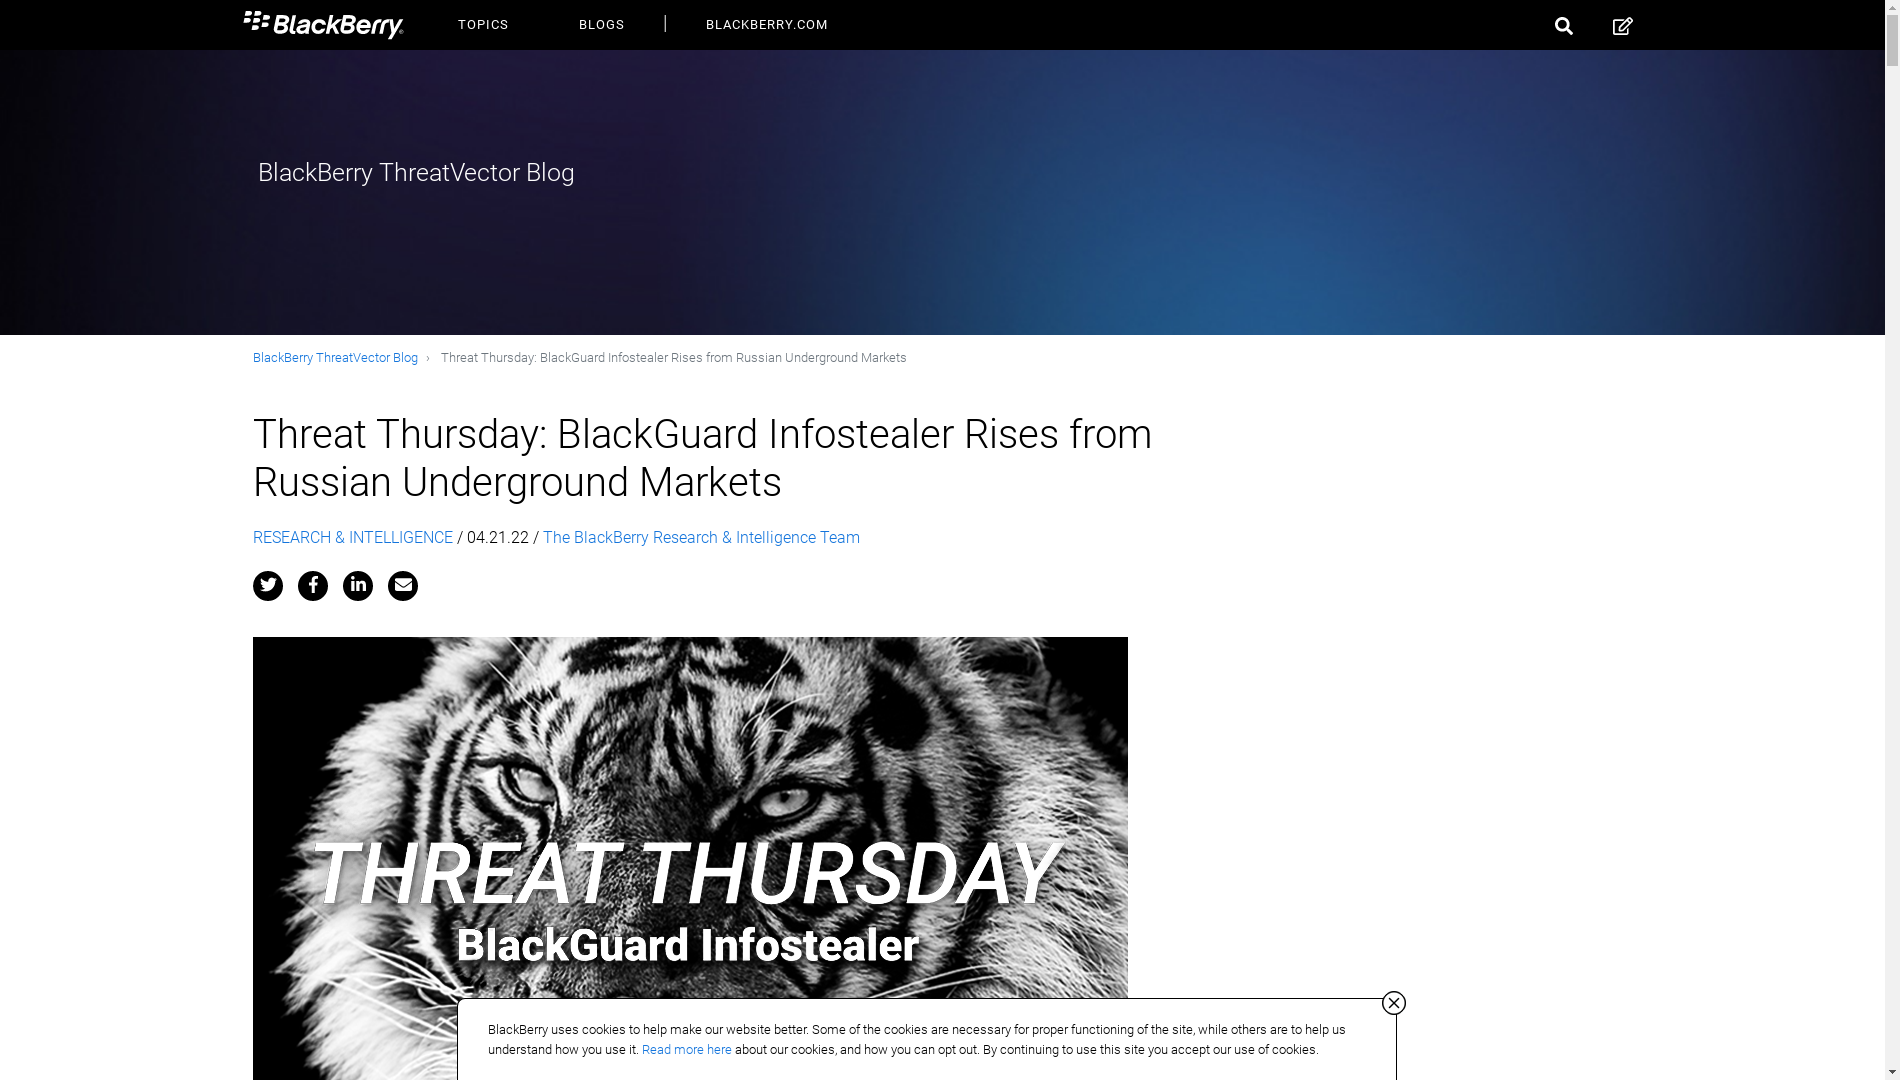 BlackBerry
TOPICS
BLOGS
|
BLACKBERRY.COM
BlackBerry ThreatVector Blog
BlackBerry ThreatVector Blog › Threat Thursday: BlackGuard Infostealer Rises from Russian Underground Markets
Threat Thursday: BlackGuard Infostealer Rises from
Russian Underground Markets
RESEARCH & INTELLIGENCE / 04.21.22 / The BlackBerry Research & Intelligence Team
THREAT THURSDAY
BlackGuard Infostealer
BlackBerry uses cookies to help make our website better. Some of the cookies are necessary for proper functioning of the site, while others are to help us
understand how you use it. Read more here about our cookies, and how you can opt out. By continuing to use this site you accept our use of cookies.